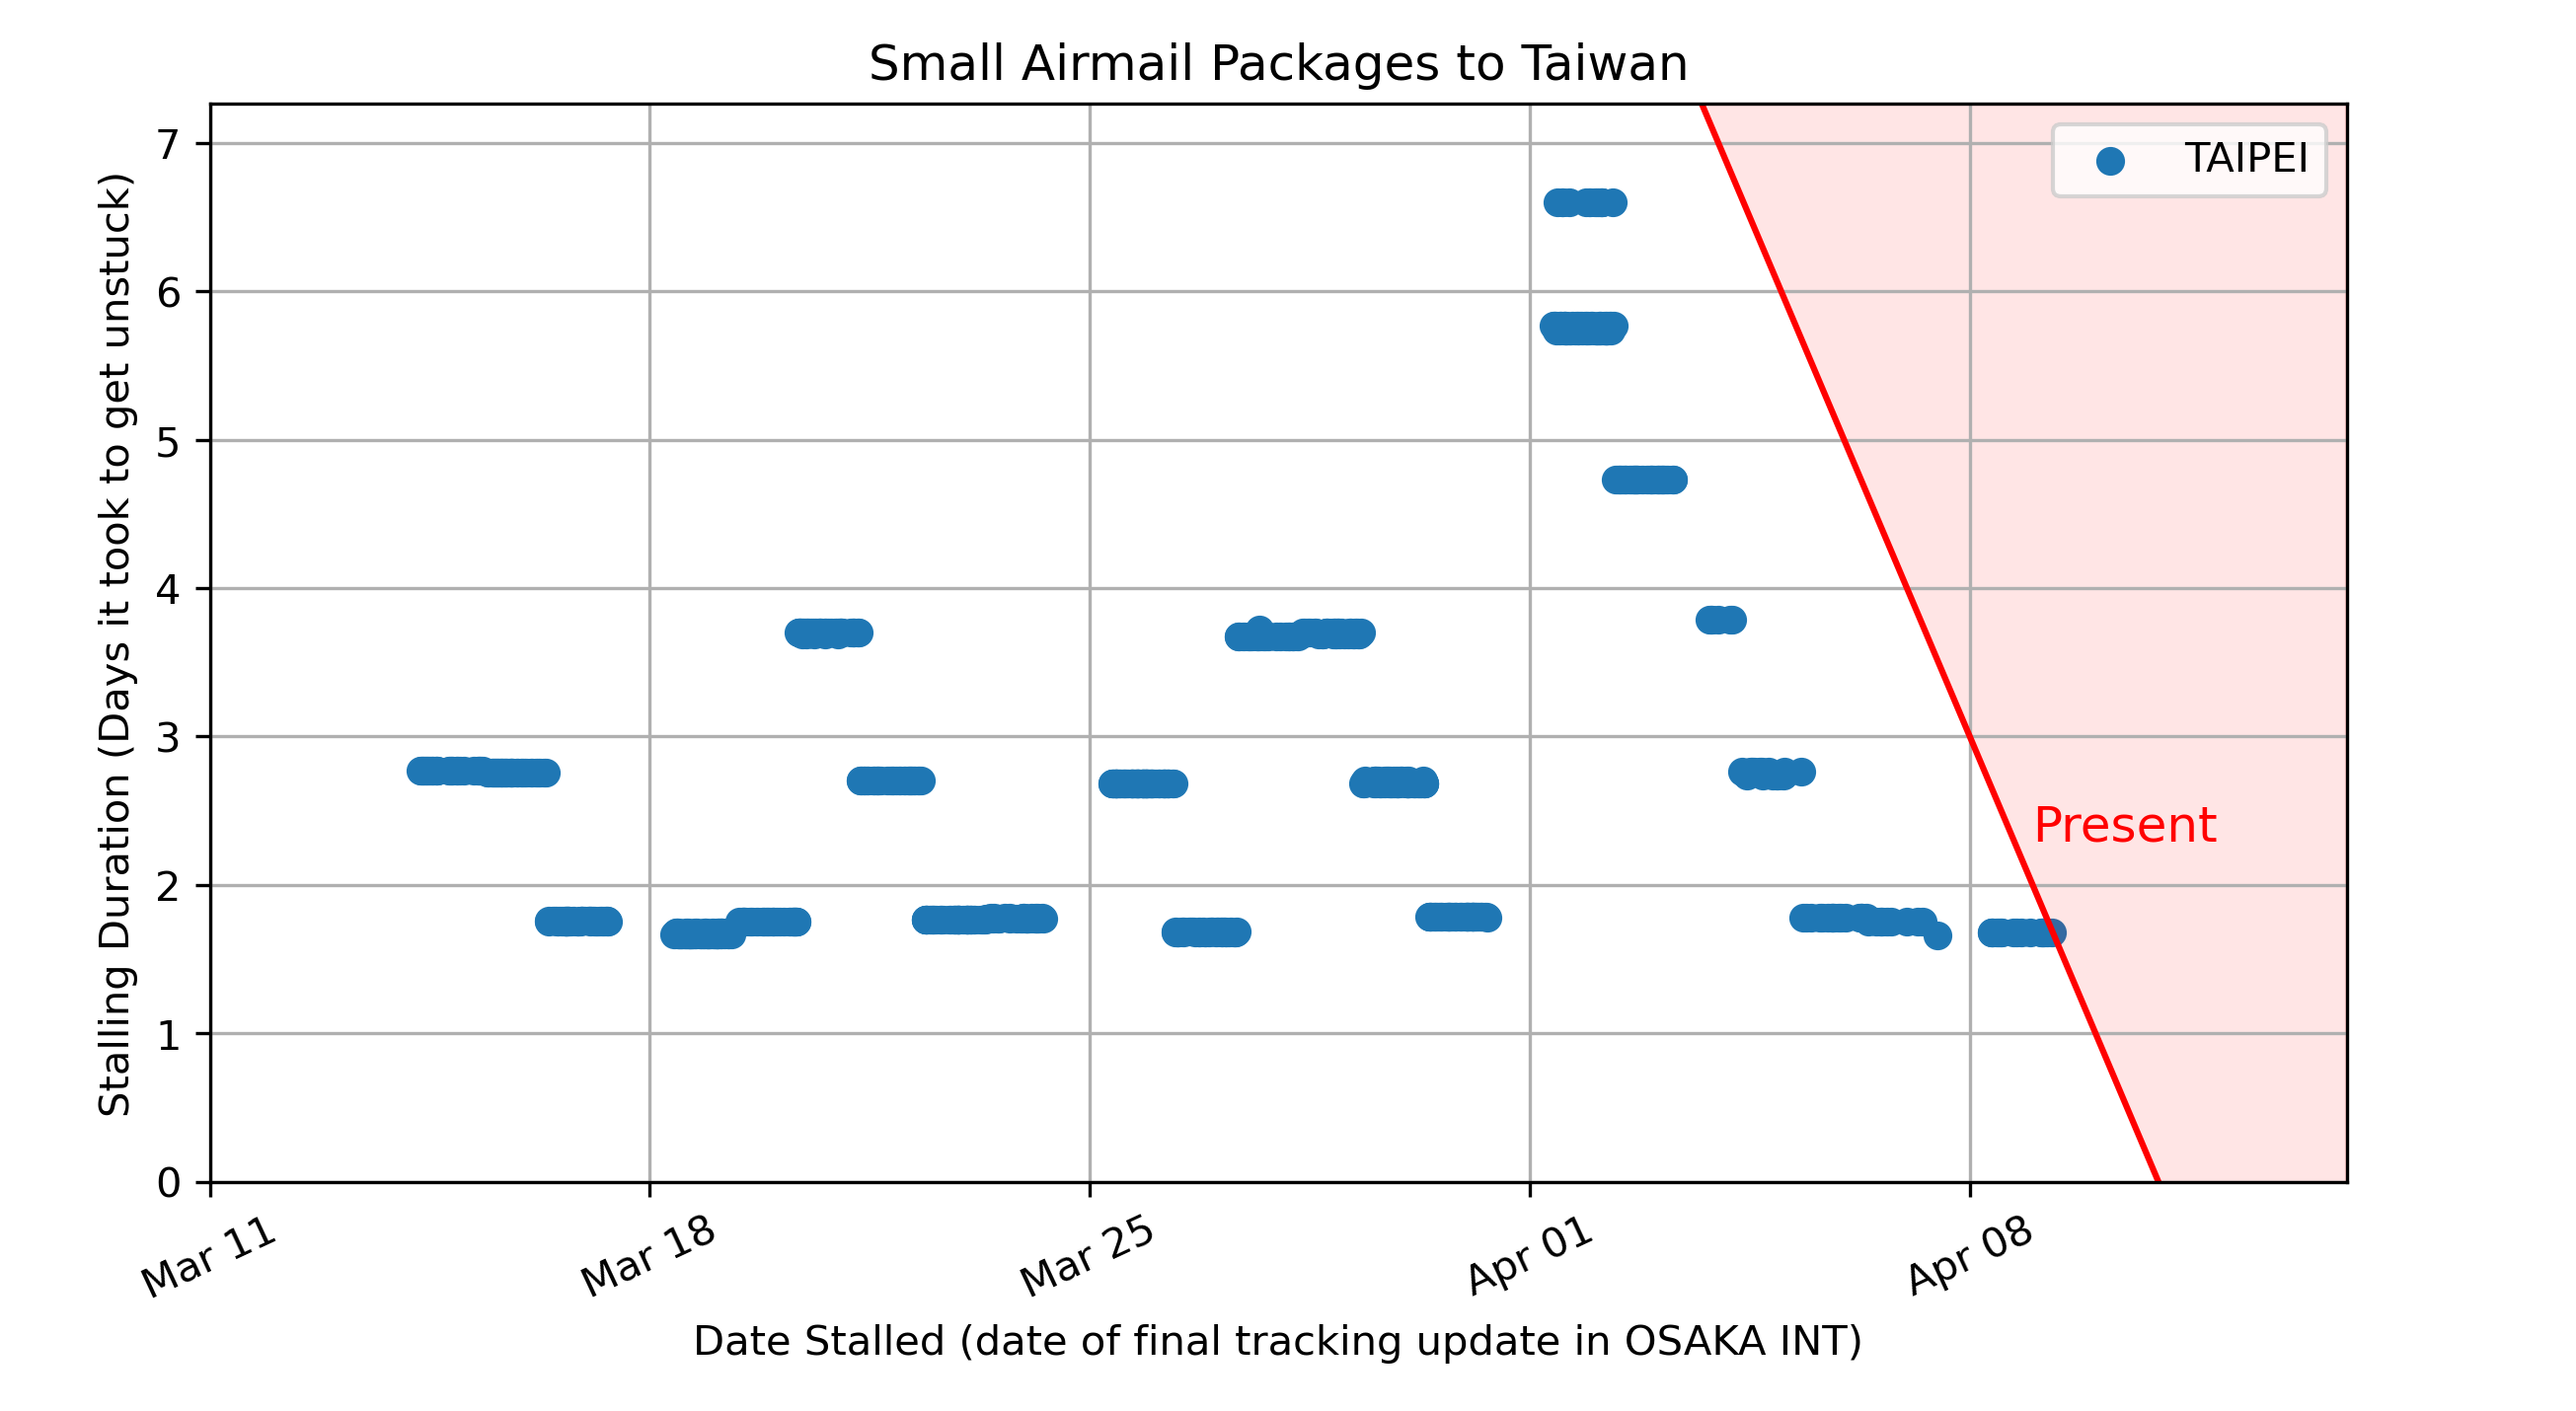 Small Airmail Packages to Taiwan
Stalling Duration (Days it took to get unstuck)
7
6
5
4
3
2
1
0
TAIPEI
Present
Mar 11
Mar 18
Mar 25
Apr 01
Apr 08
Date Stalled (date of final tracking update in OSAKA INT)